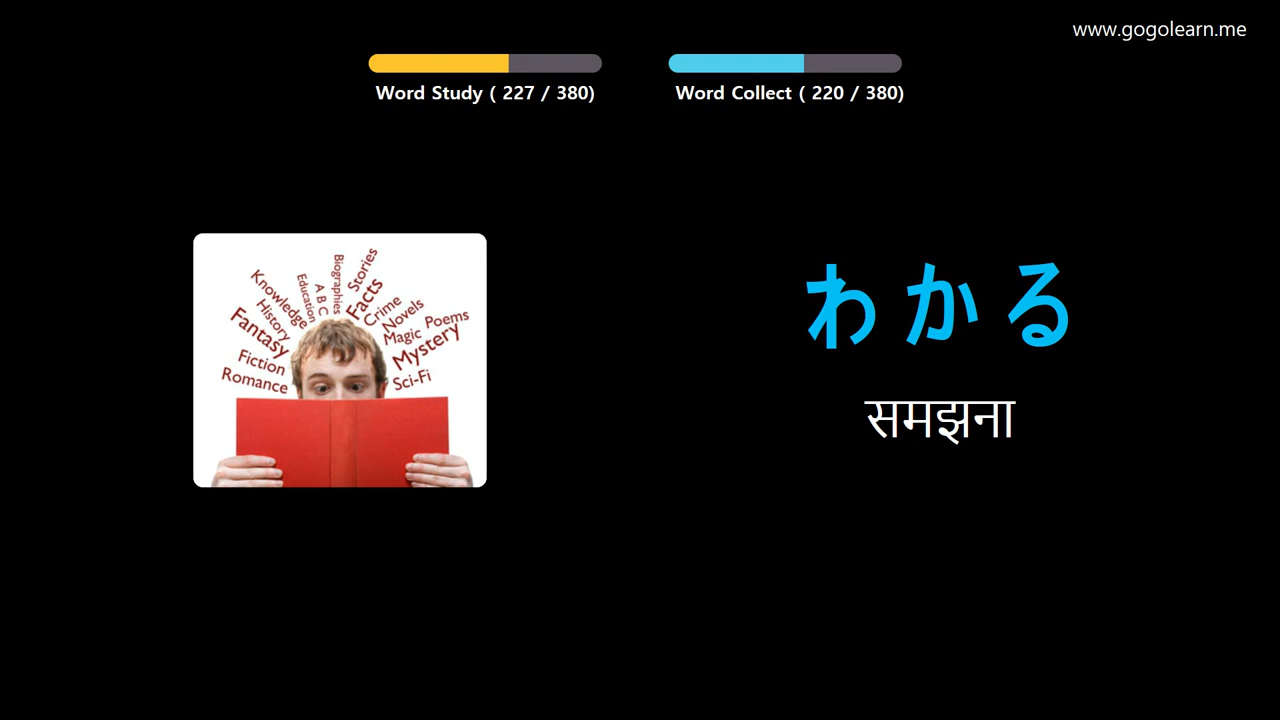 www.gogolearn.me
Word Study ( 227 / 380)
Word Collect ( 220 / 380)
Knowledge
History
Fantasy
Fiction
Romance
Education
A B C
Biographies
Stories
Facts
Crime
Novels
Magic
Poems
Mystery
Sci-Fi
わかる
समझना